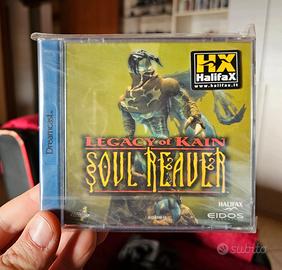 HX
HalifaX
www.halifax.it
Dreamcast
LEGACY of KAIN
SOUL REAVER
HALIFAX
EIDOS
subito